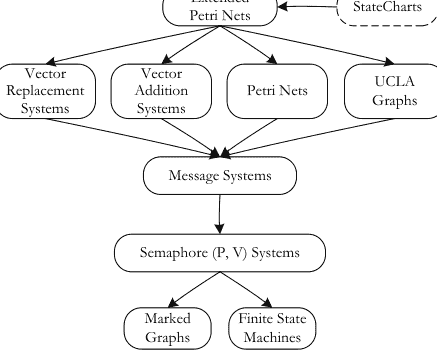 Extended
Petri Nets
StateCharts
Vector
Replacement
Systems
Vector
Addition
Systems
Petri Nets
UCLA
Graphs
Message Systems
Semaphore (P, V) Systems
Marked
Graphs
Finite State
Machines